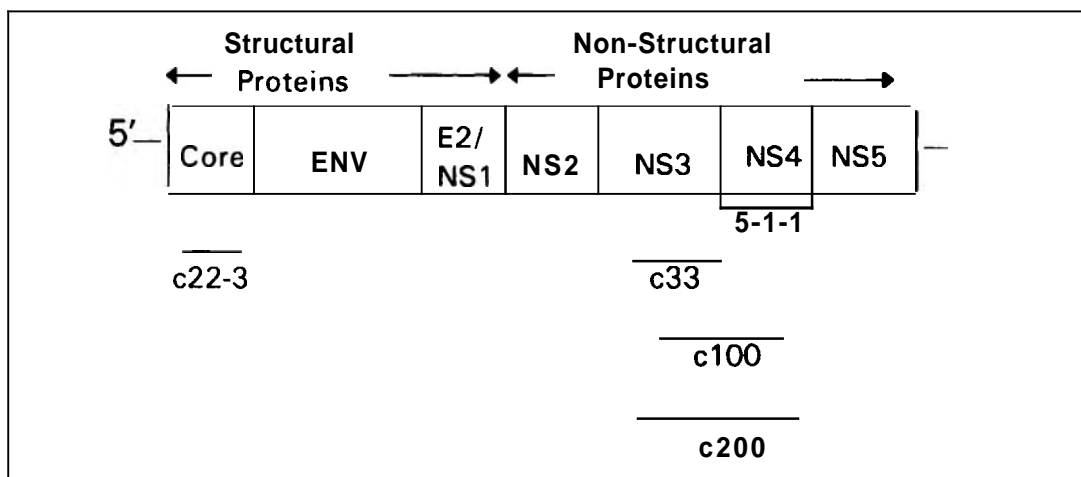 Structural
Proteins
Non-Structural
Proteins
5'
Core
ENV
E2/
NS1
NS2
NS3
NS4
NS5
5-1-1
c22-3
c33
c100
c200